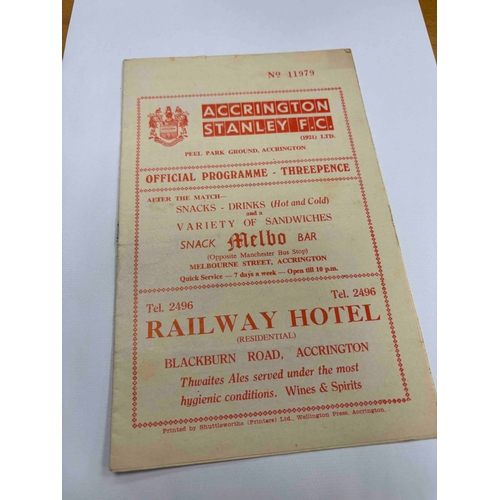 Nº 11979
ACCRINGTON
STANLEY F.C.
(1921) LTD.
PEEL PARK GROUND, ACCRINGTON
OFFICIAL PROGRAMME - THREEPENCE
AFTER THE MATCH—
SNACKS - DRINKS (Hot and Cold)
and a
VARIETY OF SANDWICHES
SNACK Melbo BAR
(Opposite Manchester Bus Stop)
MELBOURNE STREET, ACCRINGTON
Quick Service — 7 days a week — Open till 10 p.m.
Tel. 2496 Tel. 2496
RAILWAY HOTEL
(RESIDENTIAL)
BLACKBURN ROAD, ACCRINGTON
Thwaites Ales served under the most
hygienic conditions. Wines & Spirits
Printed by Shuttleworths (Printers) Ltd., Wellington Press, Accrington.